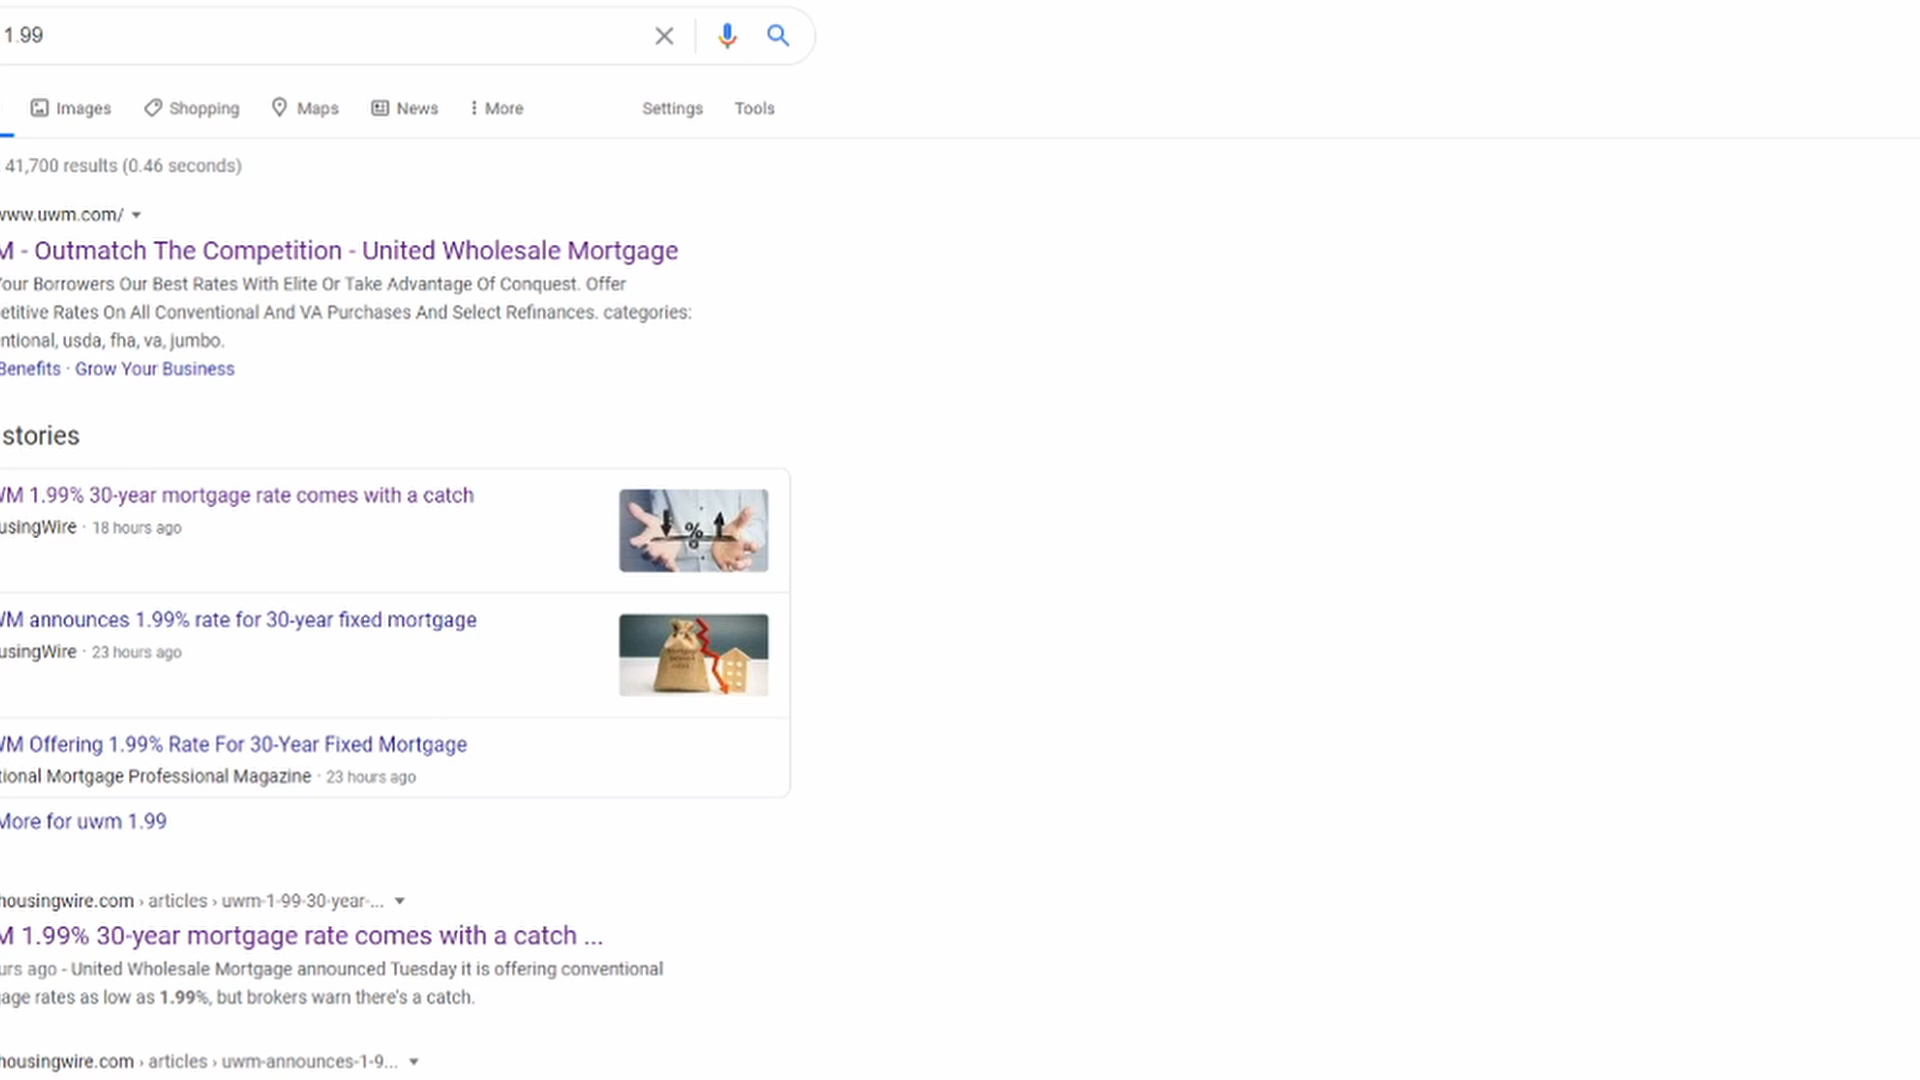 1.99
Images Shopping Maps News More Settings Tools
41,700 results (0.46 seconds)
www.uwm.com/
M - Outmatch The Competition - United Wholesale Mortgage
Your Borrowers Our Best Rates With Elite Or Take Advantage Of Conquest. Offer
etitive Rates On All Conventional And VA Purchases And Select Refinances. categories:
ntional, usda, fha, va, jumbo.
Benefits · Grow Your Business
stories
WM 1.99% 30-year mortgage rate comes with a catch
usingWire · 18 hours ago
%
WM announces 1.99% rate for 30-year fixed mortgage
usingWire · 23 hours ago
WM Offering 1.99% Rate For 30-Year Fixed Mortgage
tional Mortgage Professional Magazine · 23 hours ago
More for uwm 1.99
housingwire.com › articles › uwm-1-99-30-year-...
M 1.99% 30-year mortgage rate comes with a catch ...
urs ago - United Wholesale Mortgage announced Tuesday it is offering conventional
age rates as low as 1.99%, but brokers warn there's a catch.
housingwire.com › articles › uwm-announces-1-9...